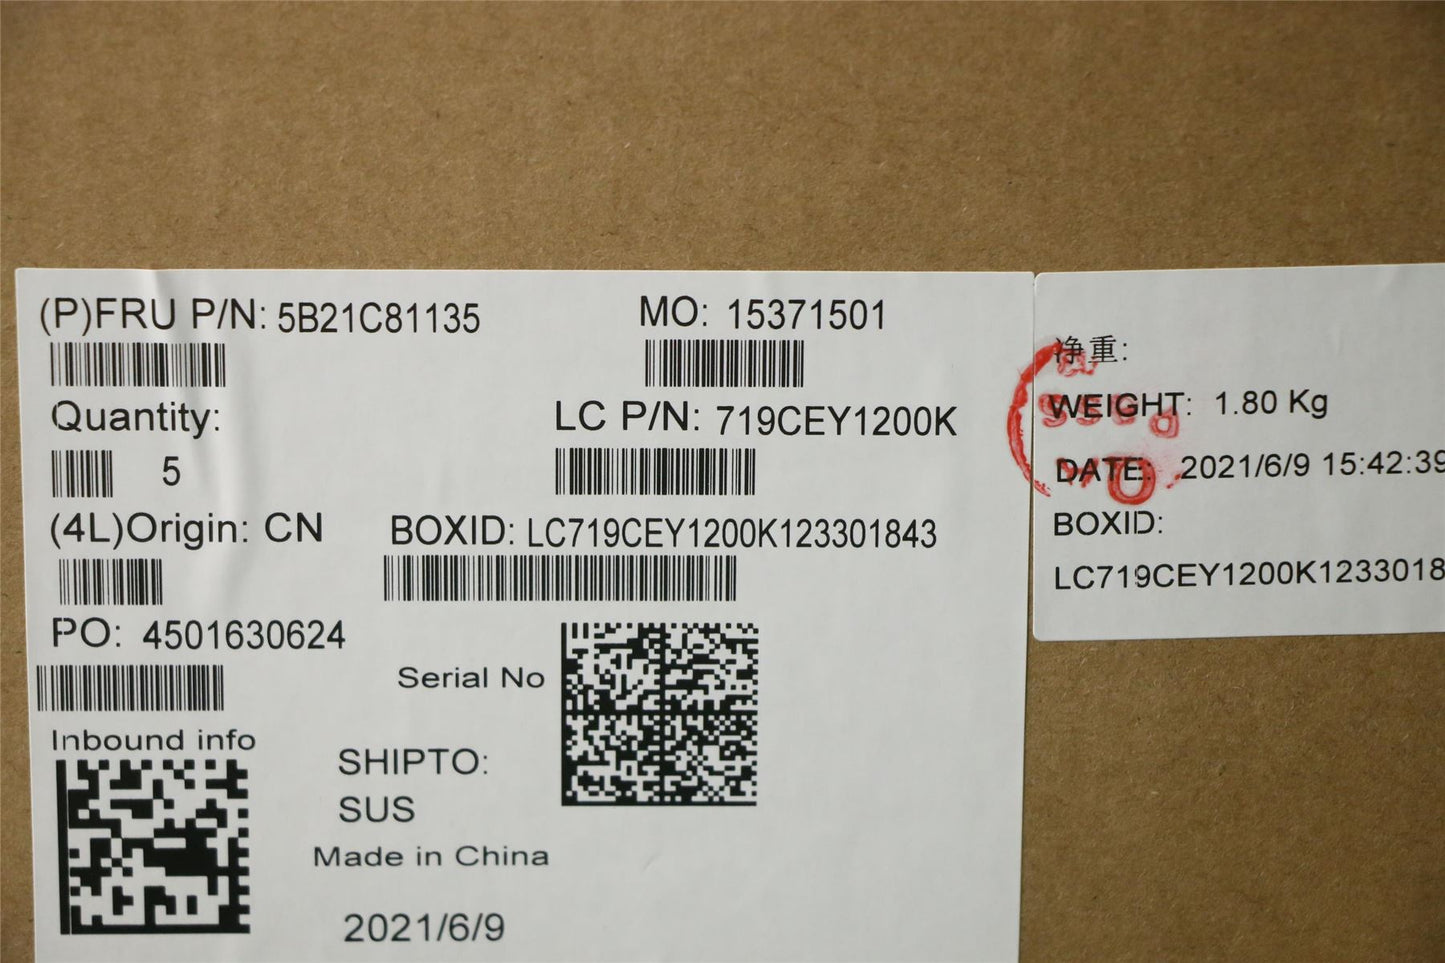 (P)FRU P/N: 5B21C81135
MO: 15371501
Quantity:
5
LC P/N: 719CEY1200K
(4L)Origin: CN
BOXID: LC719CEY1200K123301843
PO: 4501630624
Serial No
Inbound info
SHIPTO:
SUS
Made in China
2021/6/9
净重:
WEIGHT: 1.80 Kg
DATE: 2021/6/9 15:42:39
BOXID:
LC719CEY1200K1233018